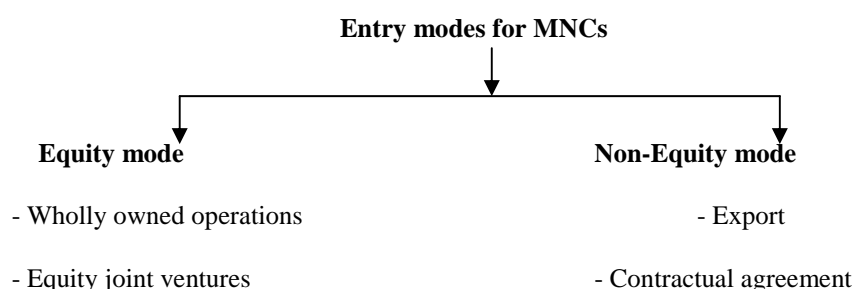 Entry modes for MNCs
Equity mode Non-Equity mode
- Wholly owned operations - Export
- Equity joint ventures - Contractual agreement